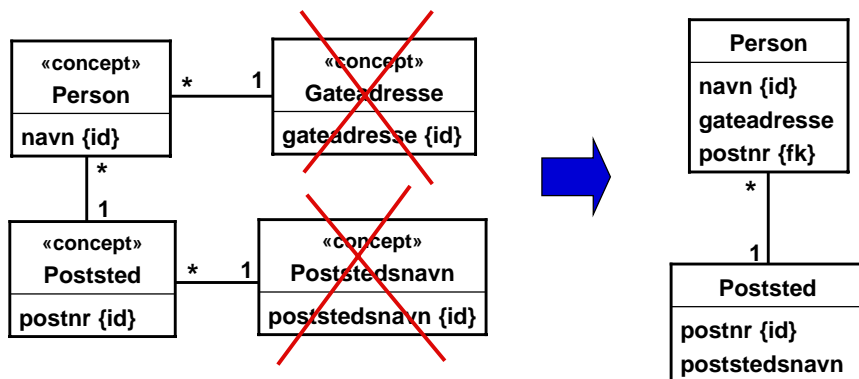 «concept»
Person
navn {id}
* 1
«concept»
Gateadresse
gateadresse {id}
*
1
«concept»
Poststed
postnr {id}
* 1
«concept»
Poststedsnavn
poststedsnavn {id}
Person
navn {id}
gateadresse
postnr {fk}
*
1
Poststed
postnr {id}
poststedsnavn